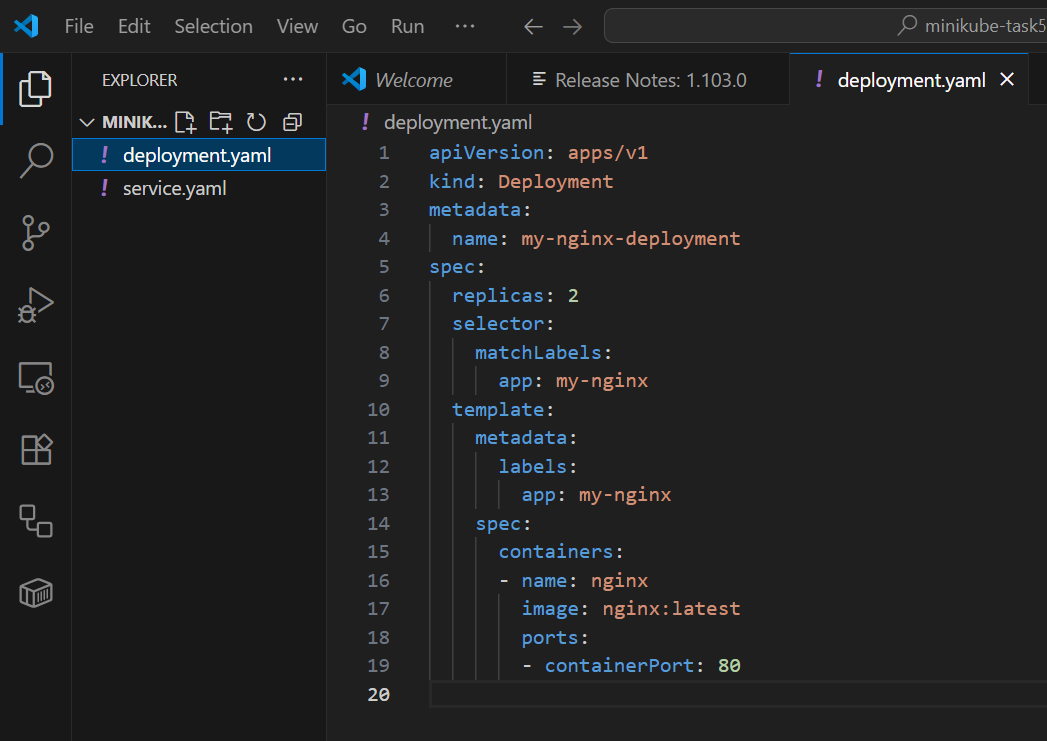 File Edit Selection View Go Run ··· minikube-task5
EXPLORER ···
MINIK...
deployment.yaml
service.yaml
Welcome
Release Notes: 1.103.0
deployment.yaml
deployment.yaml
1 apiVersion: apps/v1
2 kind: Deployment
3 metadata:
4   name: my-nginx-deployment
5 spec:
6   replicas: 2
7   selector:
8     matchLabels:
9       app: my-nginx
10   template:
11     metadata:
12       labels:
13         app: my-nginx
14     spec:
15       containers:
16       - name: nginx
17         image: nginx:latest
18         ports:
19         - containerPort: 80
20